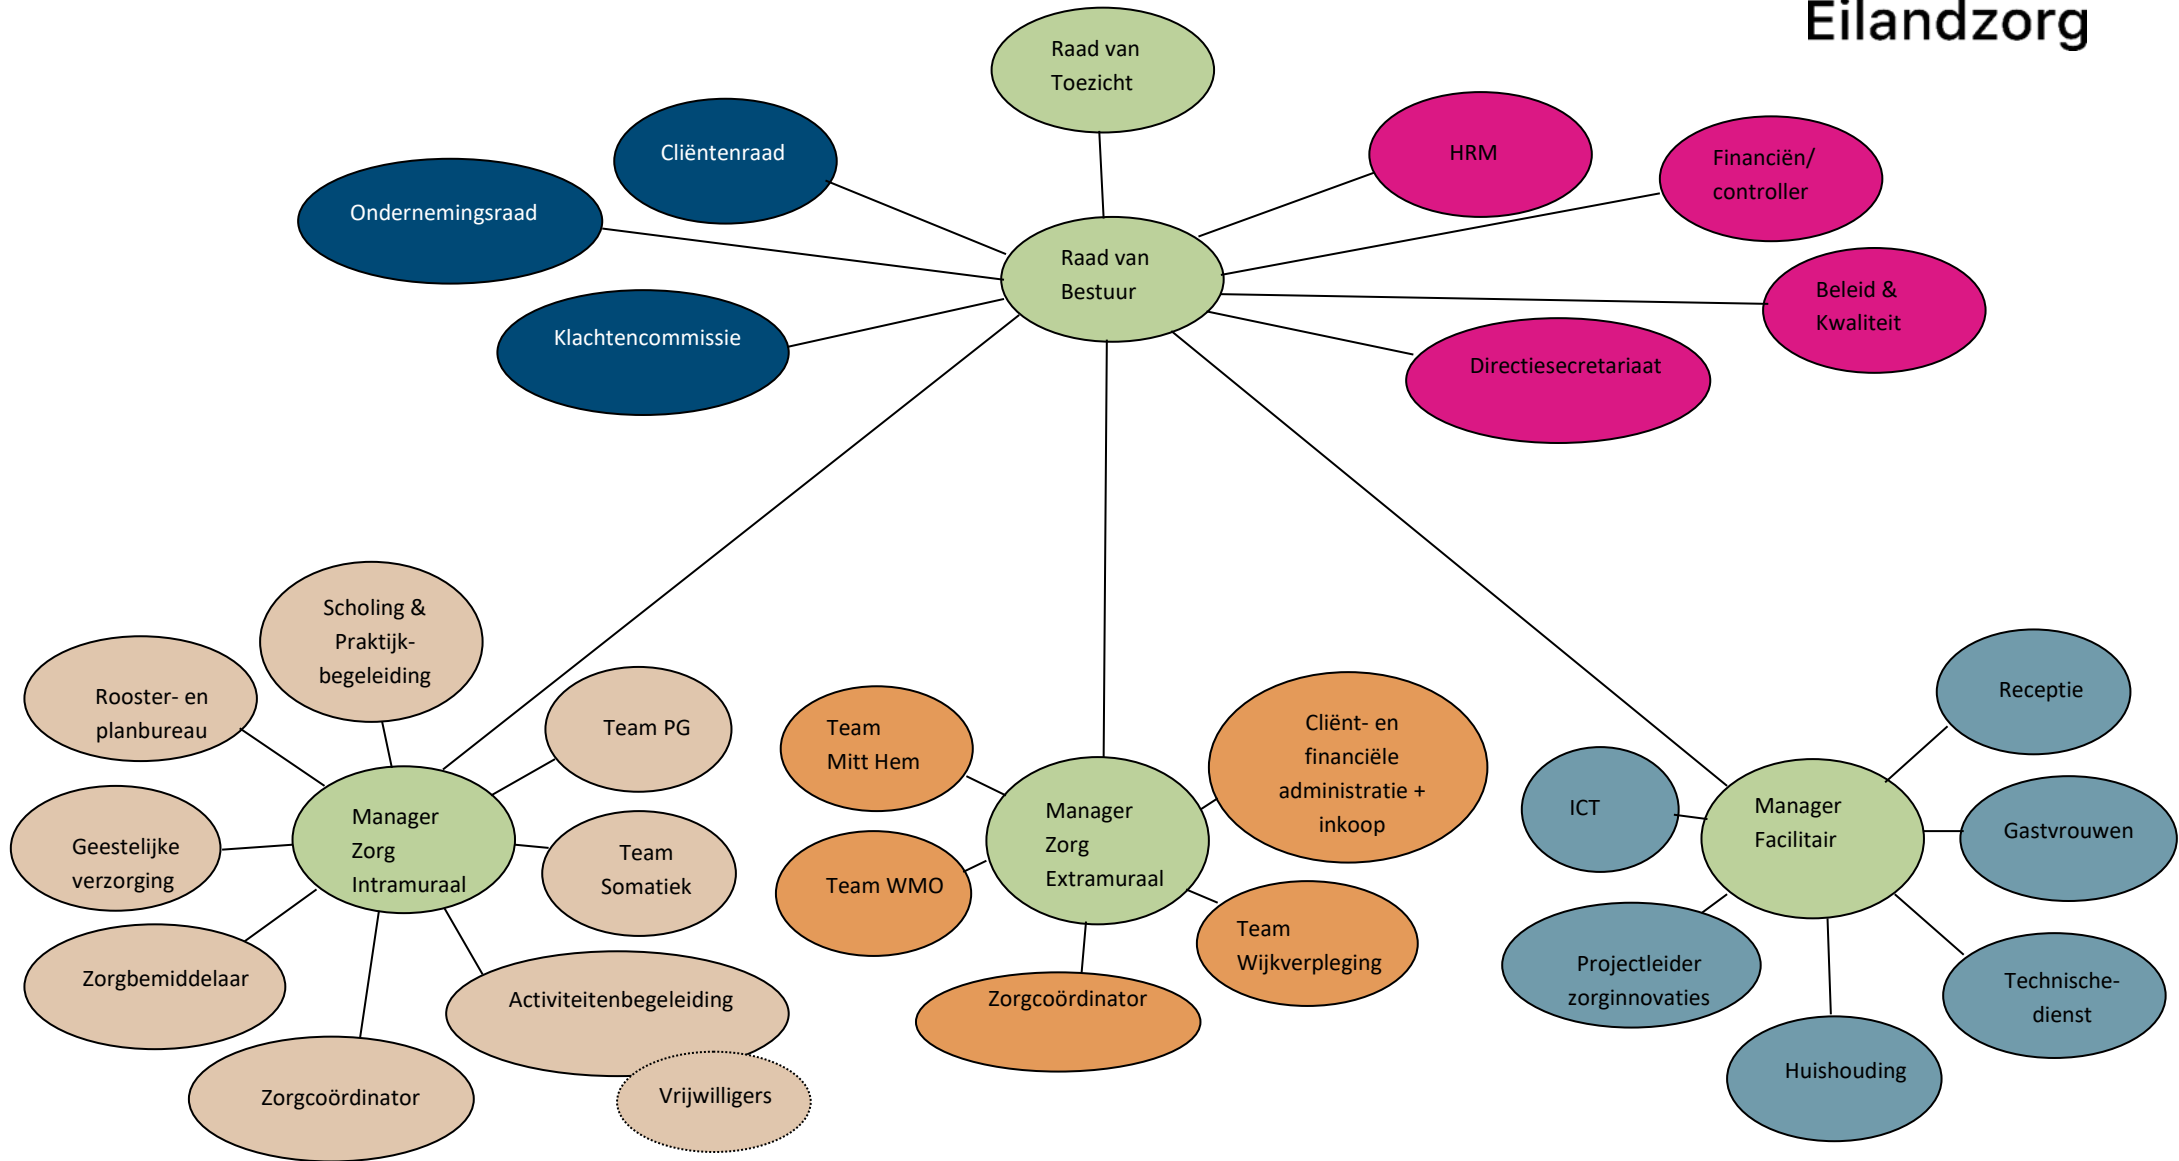 Eilandzorg
Raad van
Toezicht
Cliëntenraad
HRM
Financiën/
controller
Ondernemingsraad
Raad van
Bestuur
Beleid &
Kwaliteit
Klachtencommissie
Directiesecretariaat
Scholing &
Praktijk-
begeleiding
Rooster- en
planbureau
Team PG
Geestelijke
verzorging
Manager
Zorg
Intramuraal
Team
Somatiek
Zorgbemiddelaar
Activiteitenbegeleiding
Zorgcoördinator
Vrijwilligers
Team
Mitt Hem
Cliënt- en
financiële
administratie +
inkoop
Manager
Zorg
Extramuraal
Team WMO
Team
Wijkverpleging
Zorgcoördinator
Receptie
ICT
Manager
Facilitair
Gastvrouwen
Projectleider
zorginnovaties
Technische-
dienst
Huishouding